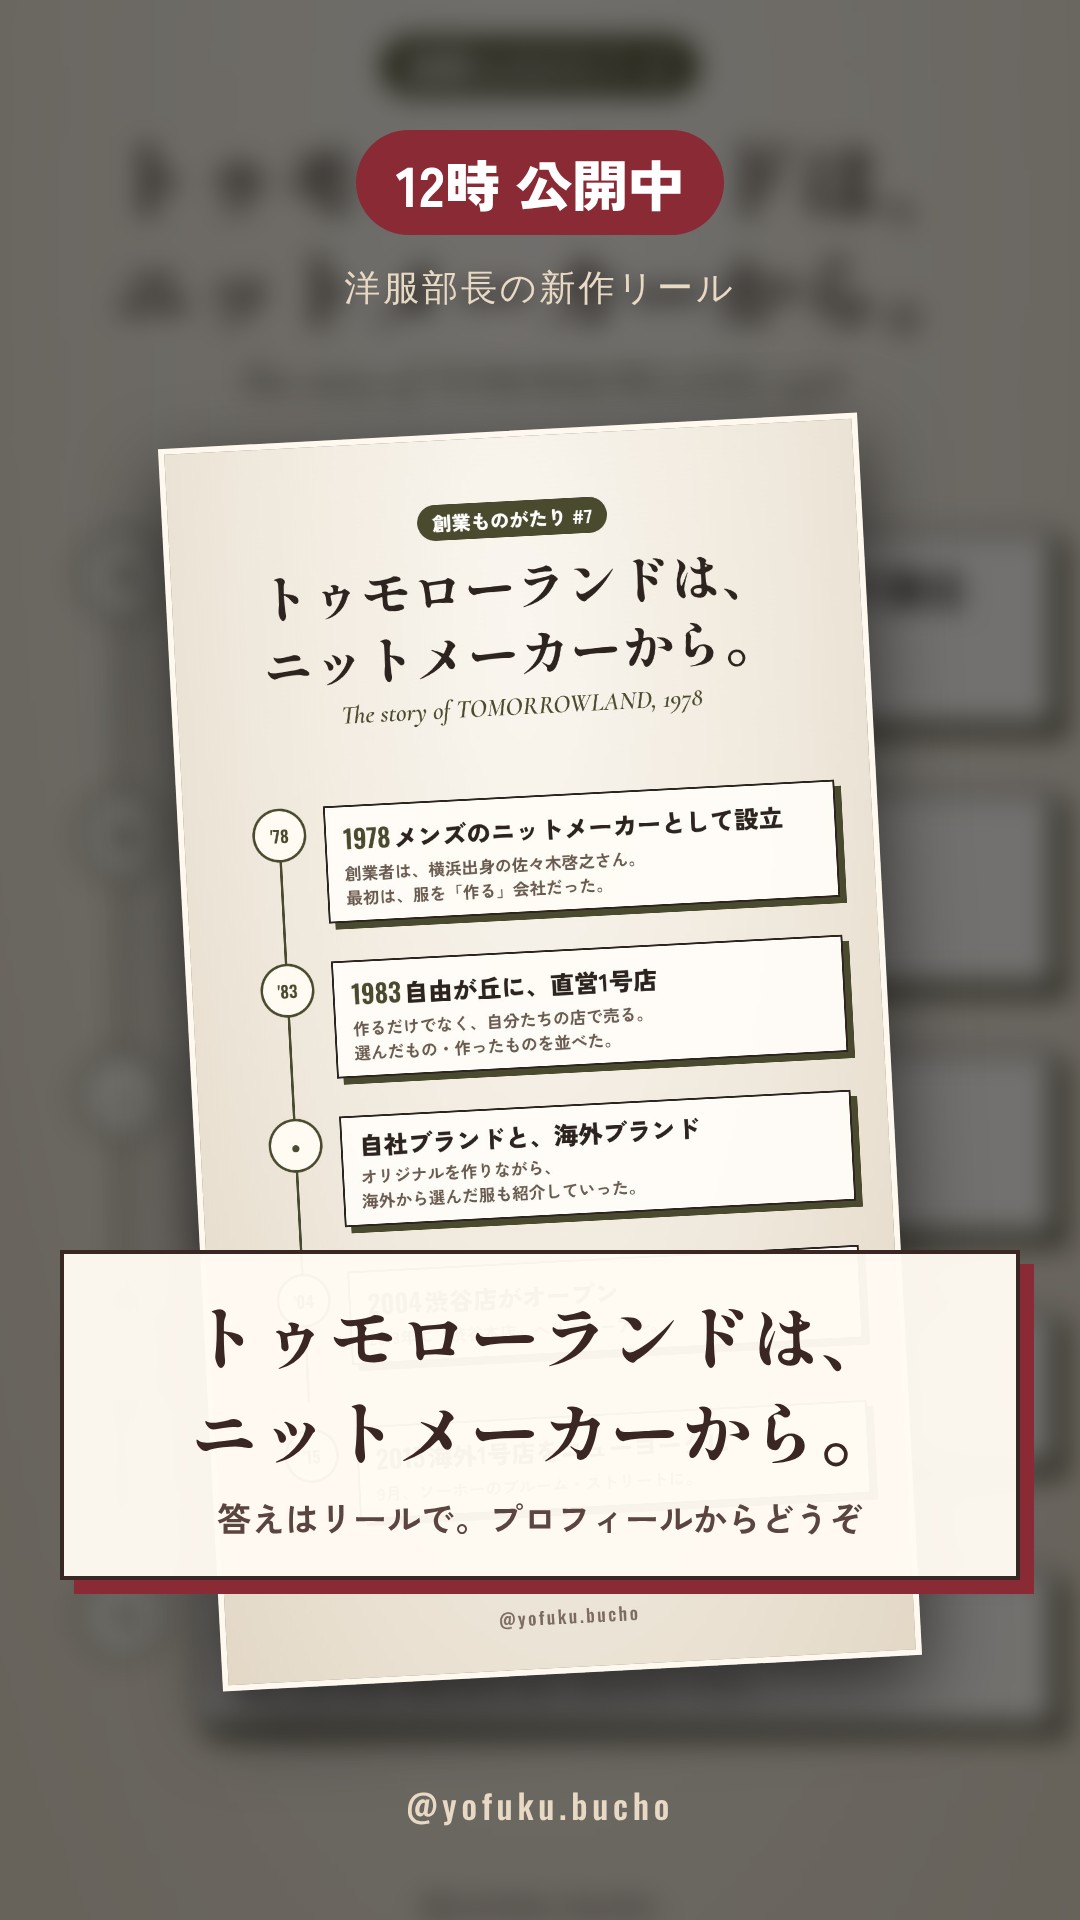 12時 公開中
洋服部長の新作リール
創業ものがたり #7
トゥモローランドは、
ニットメーカーから。
The story of TOMORROWLAND, 1978
'78
1978 メンズのニットメーカーとして設立
創業者は、横浜出身の佐々木啓之さん。
最初は、服を「作る」会社だった。
'83
1983 自由が丘に、直営1号店
作るだけでなく、自分たちの店で売る。
選んだもの・作ったものを並べた。
自社ブランドと、海外ブランド
オリジナルを作りながら、
海外から選んだ服も紹介していった。
'04
2004 渋谷店がオープン
トゥモローランドは、
ニットメーカーから。
答えはリールで。プロフィールからどうぞ
@yofuku.bucho
@yofuku.bucho